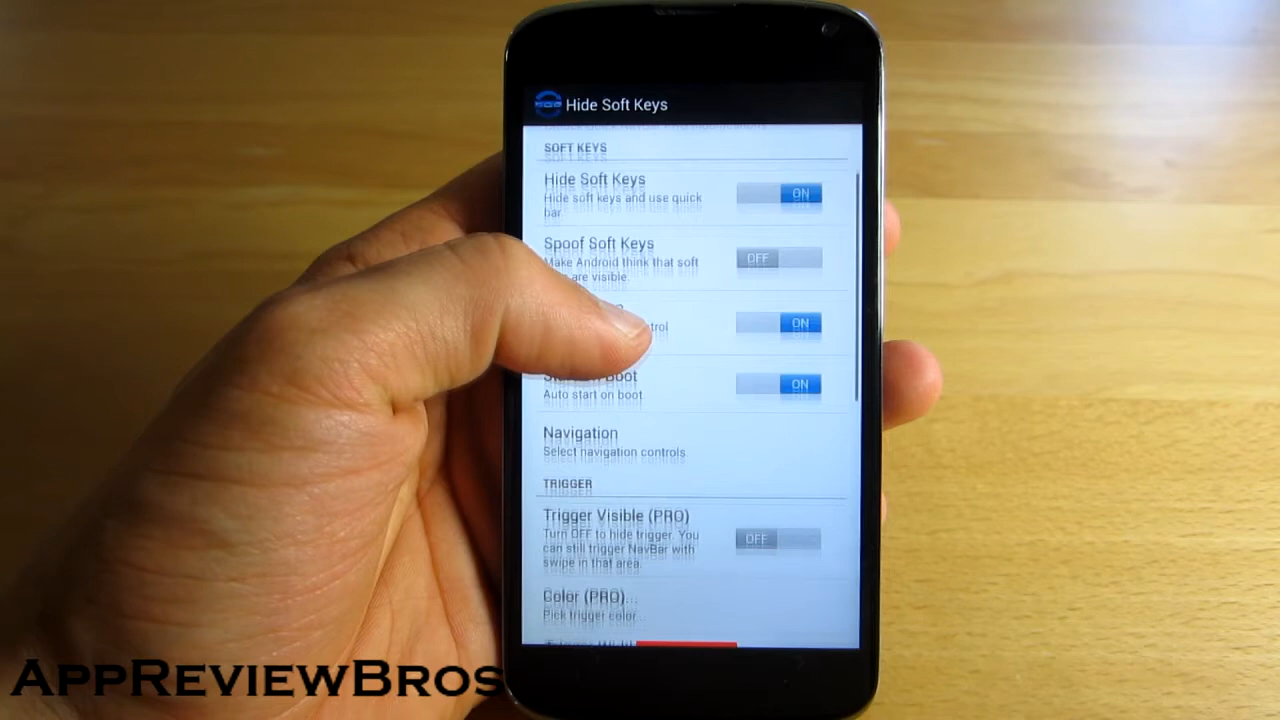 Hide Soft Keys
SOFT KEYS
Hide Soft Keys
Hide soft keys and use quick
bar
ON
Spoof Soft Keys
Make Android think that soft
are visible.
OFF
ON
Boot
Auto start on boot.
ON
Navigation
Select navigation controls.
TRIGGER
Trigger Visible (PRO)
Turn OFF to hide trigger. You
can still trigger NavBar with
swipe in that area.
OFF
Color (PRO)...
Pick trigger color...
AppReviewBros